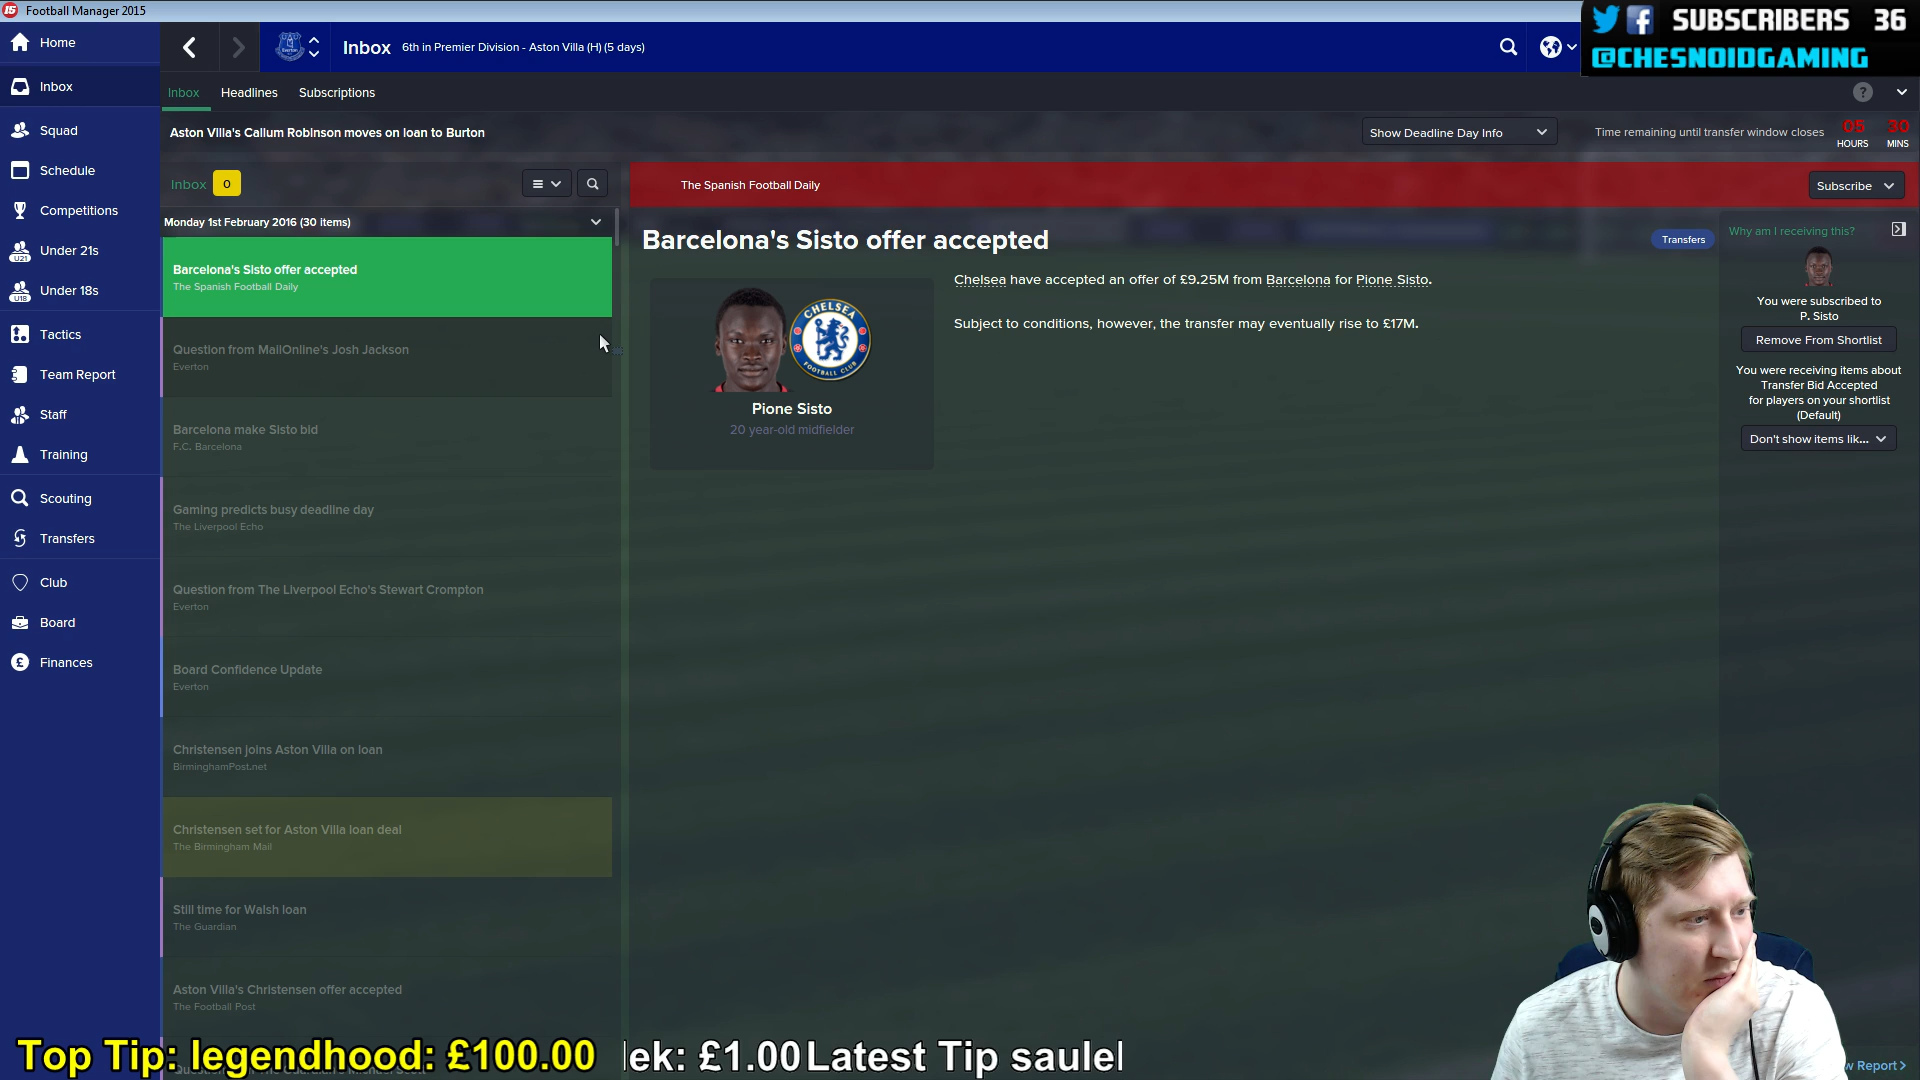 Football Manager 2015
SUBSCRIBERS 36
@CHESNOIDGAMING
Home
Inbox
Squad
Schedule
Competitions
Under 21s
Under 18s
Tactics
Team Report
Staff
Training
Scouting
Transfers
Club
Board
Finances
Inbox 6th in Premier Division - Aston Villa (H) (5 days)
Inbox Headlines Subscriptions
Aston Villa's Callum Robinson moves on loan to Burton
Show Deadline Day Info
Time remaining until transfer window closes 05 30
HOURS MINS
Inbox 0
Monday 1st February 2016 (30 items)
Barcelona's Sisto offer accepted
The Spanish Football Daily
Question from MailOnline's Josh Jackson
Everton
Barcelona make Sisto bid
F.C. Barcelona
Gaming predicts busy deadline day
The Liverpool Echo
Question from The Liverpool Echo's Stewart Crompton
Everton
Board Confidence Update
Everton
Christensen joins Aston Villa on loan
BirminghamPost.net
Christensen set for Aston Villa loan deal
The Birmingham Mail
Still time for Walsh loan
The Guardian
Aston Villa's Christensen offer accepted
The Football Post
The Spanish Football Daily
Subscribe
Barcelona's Sisto offer accepted
Transfers
CHELSEA
FOOTBALL CLUB
Pione Sisto
20 year-old midfielder
Chelsea have accepted an offer of £9.25M from Barcelona for Pione Sisto.
Subject to conditions, however, the transfer may eventually rise to £17M.
Why am I receiving this?
You were subscribed to
P. Sisto
Remove From Shortlist
You were receiving items about
Transfer Bid Accepted
for players on your shortlist
(Default)
Don't show items lik...
w Report >
Top Tip: legendhood: £100.00 lek: £1.00 Latest Tip saulel